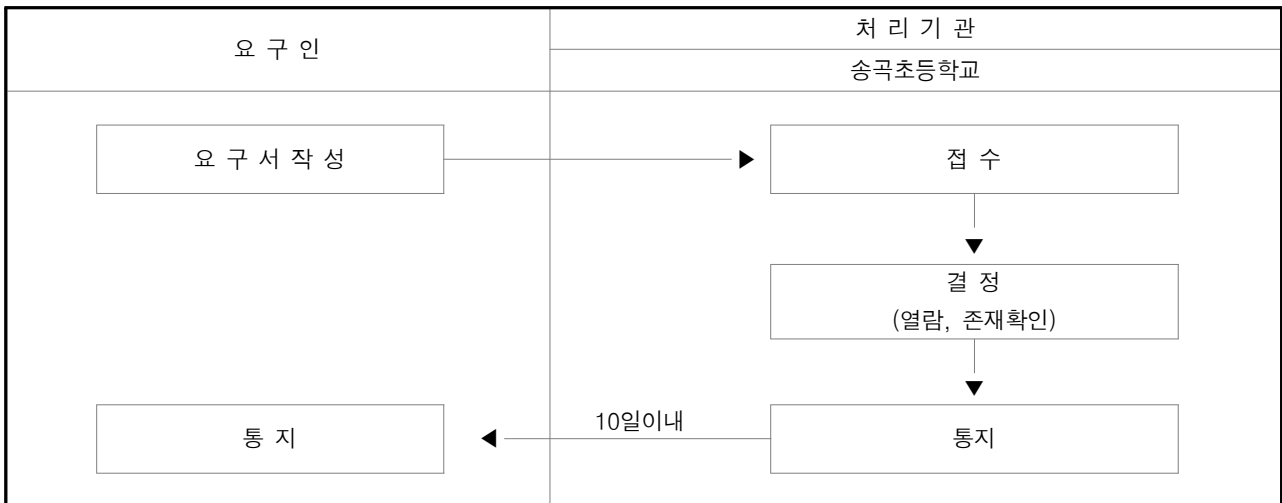 요 구 인
처 리 기 관
송곡초등학교
요 구 서 작 성
접 수
결 정
(열람, 존재확인)
통 지
10일이내
통지